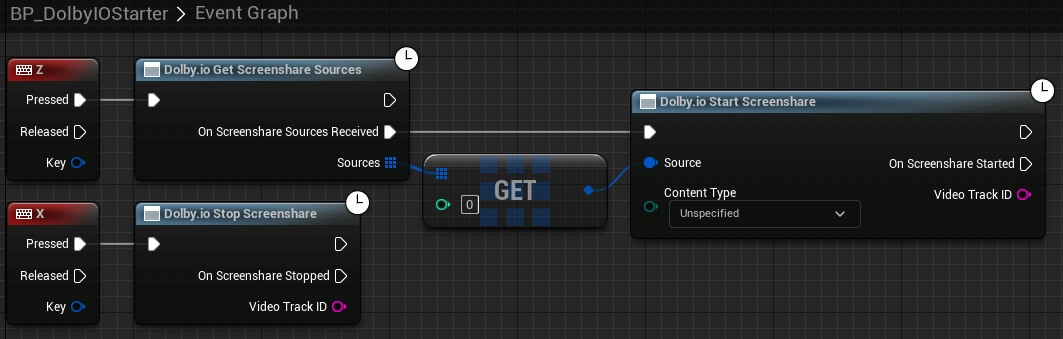 BP_DolbyIOStarter > Event Graph
Z
Pressed
Released
Key
Dolby.io Get Screenshare Sources
On Screenshare Sources Received
Sources
GET
0
Dolby.io Start Screenshare
Source
On Screenshare Started
Content Type
Video Track ID
Unspecified
X
Pressed
Released
Key
Dolby.io Stop Screenshare
On Screenshare Stopped
Video Track ID